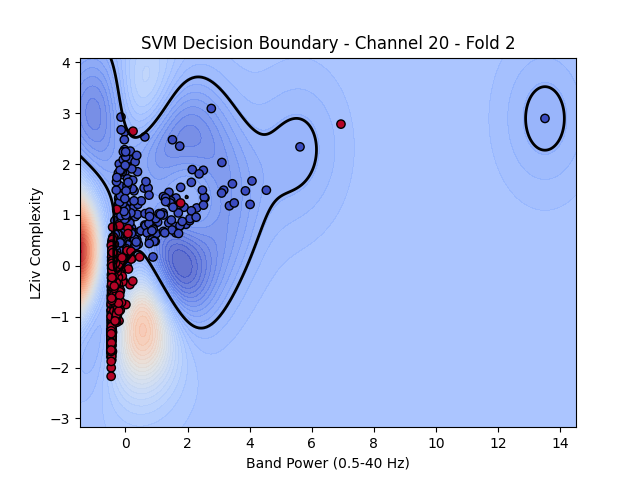 SVM Decision Boundary - Channel 20 - Fold 2
4
3
2
1
0
−1
−2
−3
LZiv Complexity
0 2 4 6 8 10 12 14
Band Power (0.5-40 Hz)